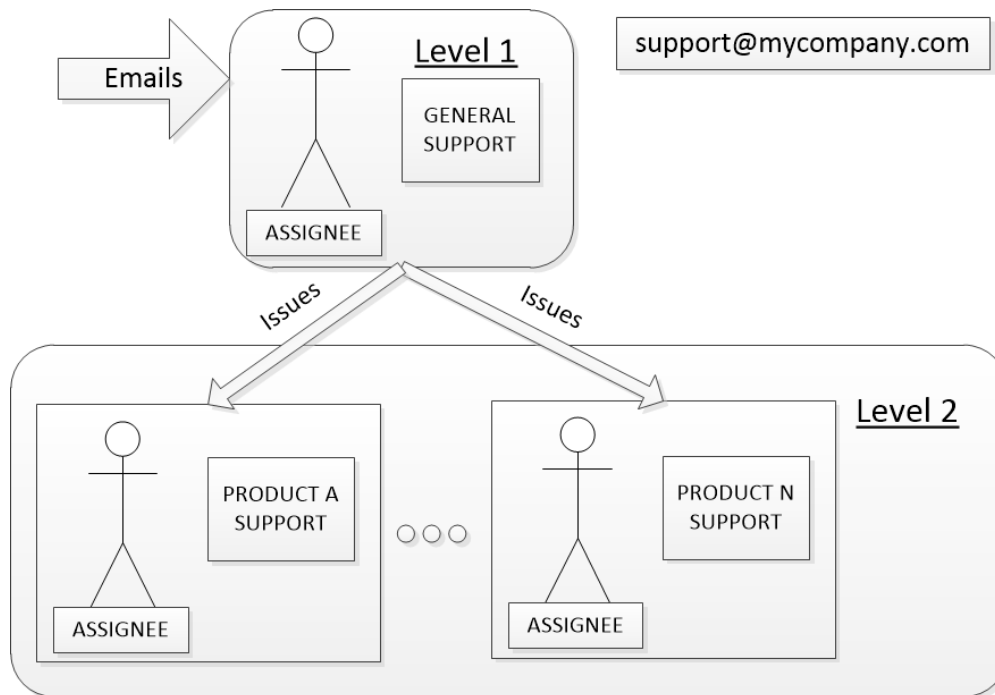 Emails
Level 1
support@mycompany.com
GENERAL
SUPPORT
ASSIGNEE
Issues
Issues
Level 2
PRODUCT A
SUPPORT
ASSIGNEE
PRODUCT N
SUPPORT
ASSIGNEE